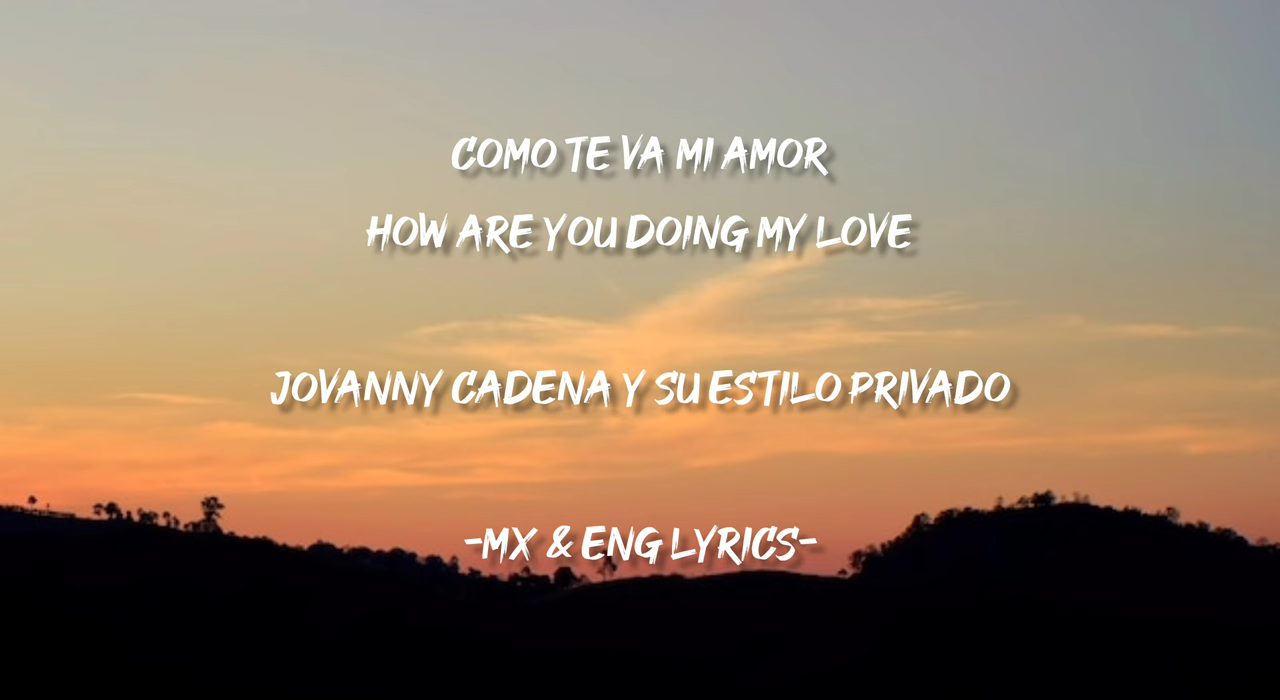 COMO TE VA MI AMOR
HOW ARE YOU DOING MY LOVE
JOVANNY CADENA Y SU ESTILO PRIVADO
-MX & ENG LYRICS-